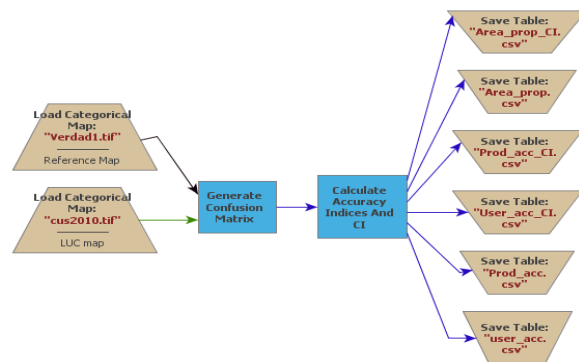 Load Categorical
Map:
"Verdad1.tif"
Reference Map
Load Categorical
Map:
"cus2010.tif"
LUC map
Generate
Confusion
Matrix
Calculate
Accuracy
Indices And
CI
Save Table:
"Area_prop_CI.
csv"
Save Table:
"Area_prop.
csv"
Save Table:
"Prod_acc_CI.
csv"
Save Table:
"User_acc_CI.
csv"
Save Table:
"Prod_acc.
csv"
Save Table:
"user_acc.
csv"